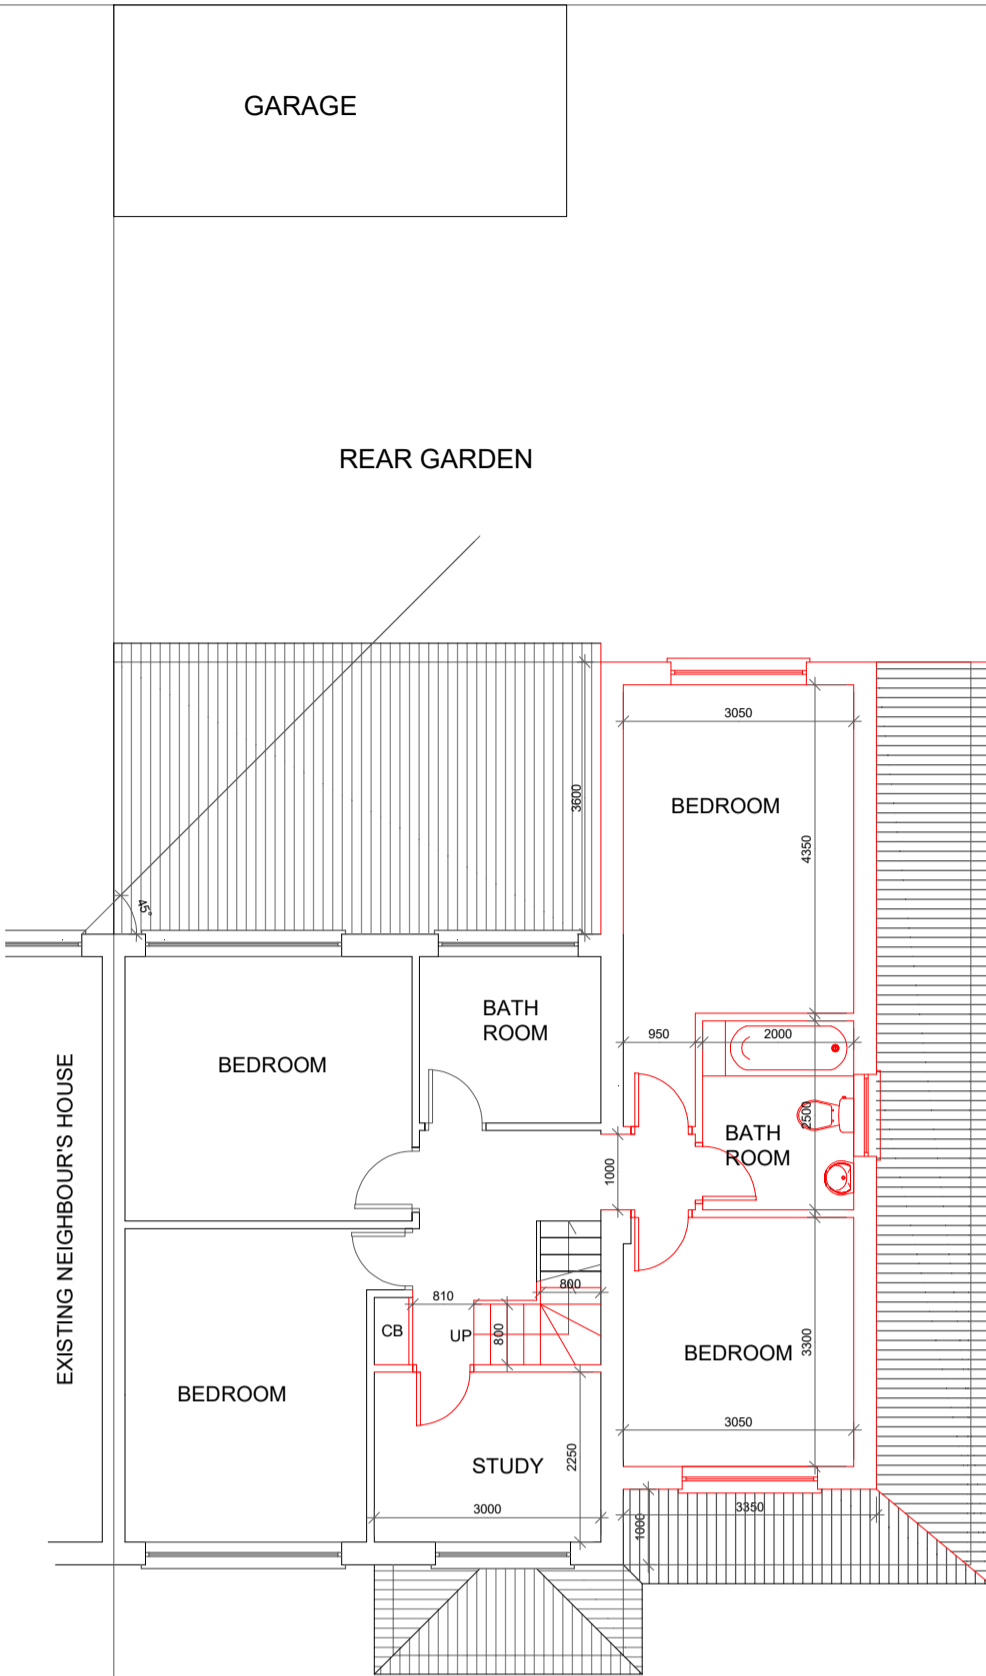 GARAGE
REAR GARDEN
3050
BEDROOM
3600
4350
45°
BATH
ROOM
950
2000
BEDROOM
2500
BATH
ROOM
1000
EXISTING NEIGHBOUR'S HOUSE
800
810
CB
UP
800
BEDROOM
3300
BEDROOM
3050
STUDY
2250
3000
3350
1000